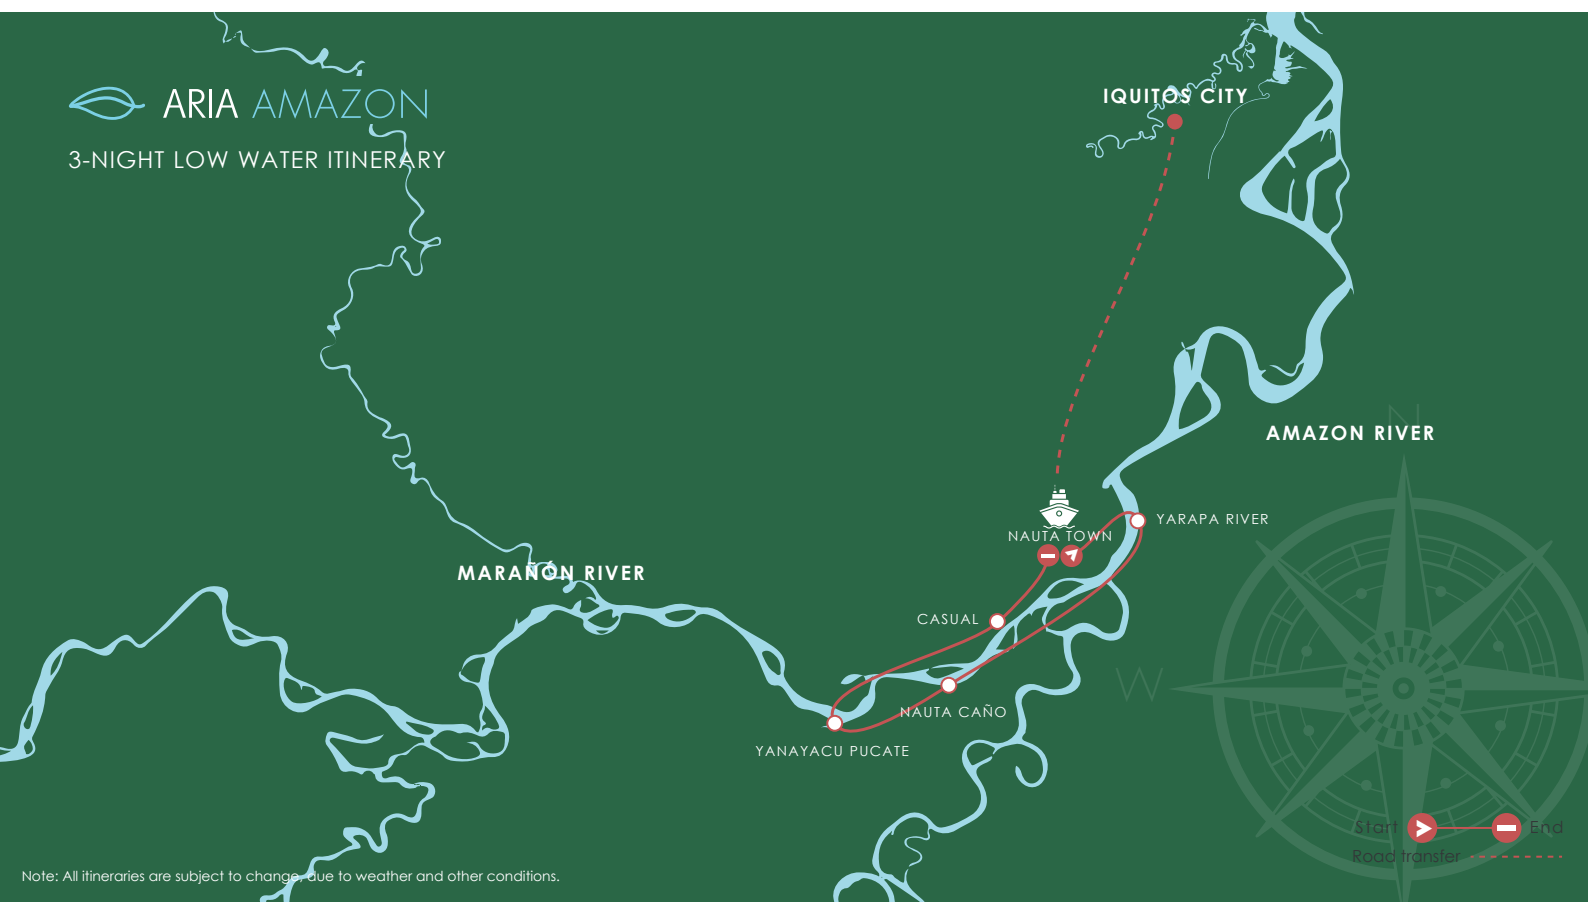 ARIA AMAZON
3-NIGHT LOW WATER ITINERARY
IQUITOS CITY
N
AMAZON RIVER
YARAPA RIVER
NAUTA TOWN
MARAÑÓN RIVER
CASUAL
W
NAUTA CAÑO
YANAYACU PUCATE
Start
End
Road transfer
Note: All itineraries are subject to change, due to weather and other conditions.